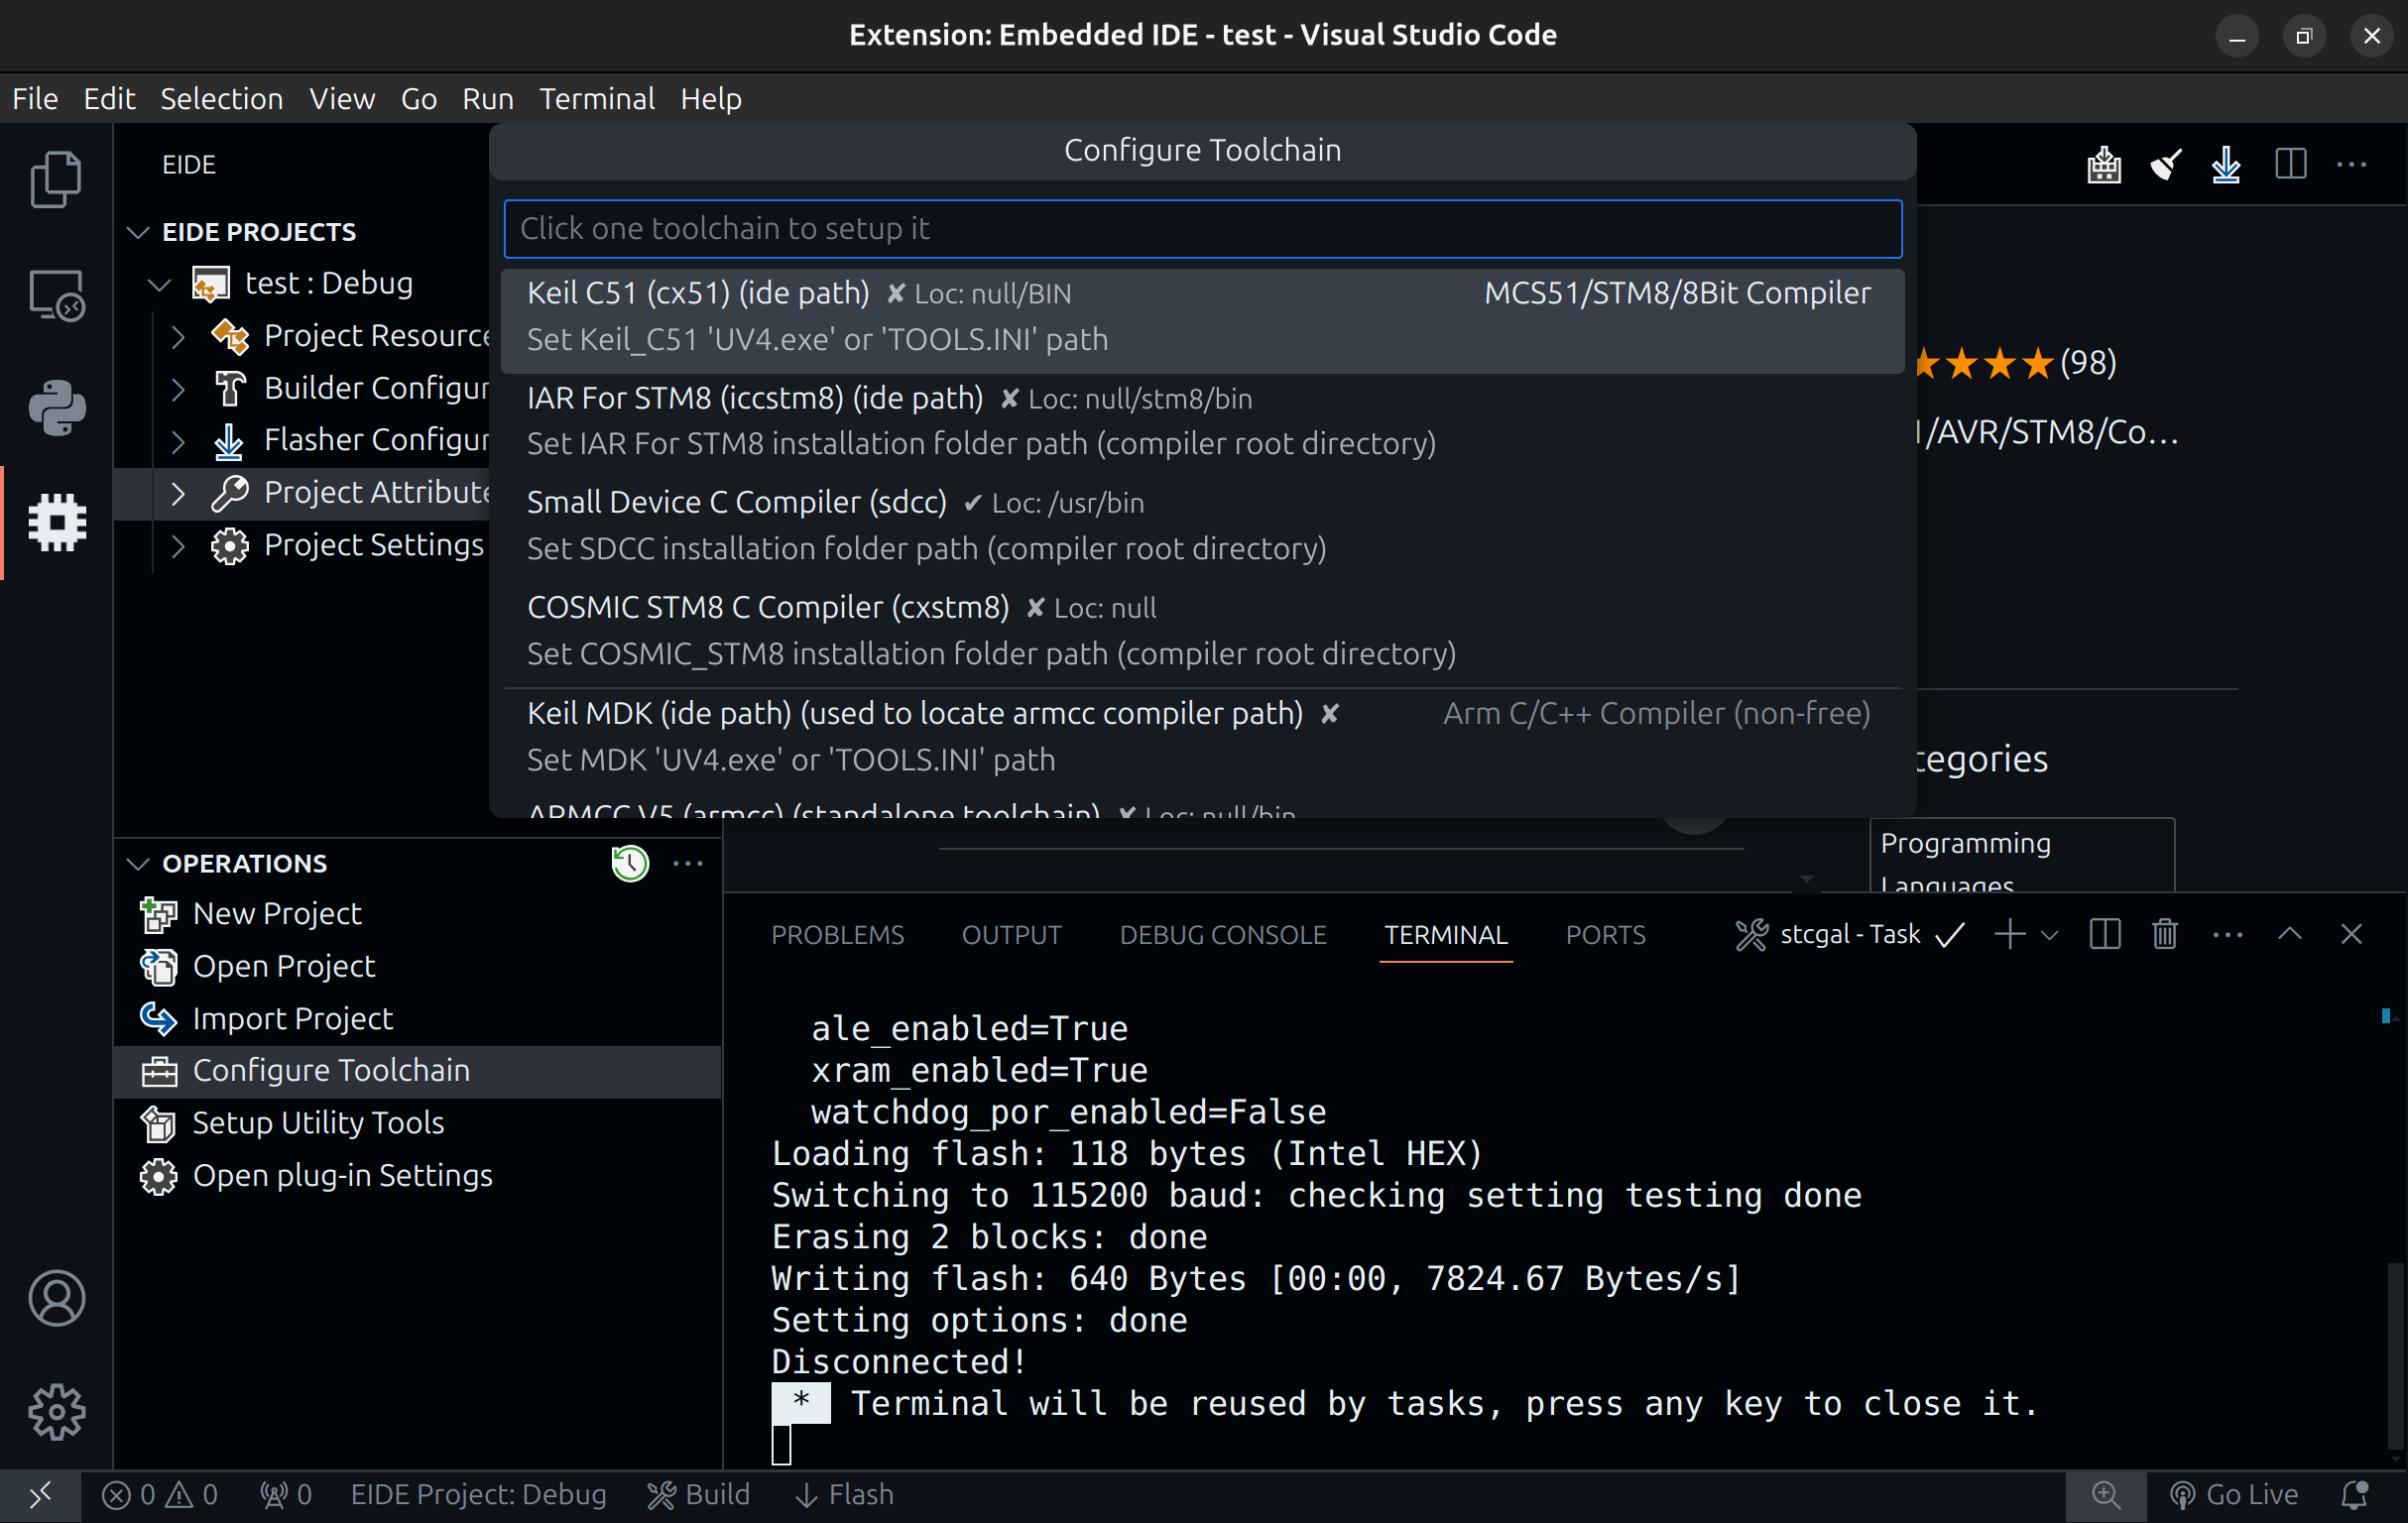 Extension: Embedded IDE - test - Visual Studio Code
File Edit Selection View Go Run Terminal Help
EIDE
EIDE PROJECTS
test : Debug
Project Resource
Builder Configur
Flasher Configur
Project Attribute
Project Settings
Configure Toolchain
Click one toolchain to setup it
Keil C51 (cx51) (ide path) ✘ Loc: null/BIN MCS51/STM8/8Bit Compiler
Set Keil_C51 'UV4.exe' or 'TOOLS.INI' path
IAR For STM8 (iccstm8) (ide path) ✘ Loc: null/stm8/bin
Set IAR For STM8 installation folder path (compiler root directory)
Small Device C Compiler (sdcc) ✔ Loc: /usr/bin
Set SDCC installation folder path (compiler root directory)
COSMIC STM8 C Compiler (cxstm8) ✘ Loc: null
Set COSMIC_STM8 installation folder path (compiler root directory)
Keil MDK (ide path) (used to locate armcc compiler path) ✘ Arm C/C++ Compiler (non-free)
Set MDK 'UV4.exe' or 'TOOLS.INI' path
ARMCC V5 (armcc) (standalone toolchain) ✘ Loc: null/bin
★★★★(98)
/AVR/STM8/Co...
tegories
Programming
Languages
OPERATIONS
New Project
Open Project
Import Project
Configure Toolchain
Setup Utility Tools
Open plug-in Settings
PROBLEMS OUTPUT DEBUG CONSOLE TERMINAL PORTS stcgal - Task
ale_enabled=True
xram_enabled=True
watchdog_por_enabled=False
Loading flash: 118 bytes (Intel HEX)
Switching to 115200 baud: checking setting testing done
Erasing 2 blocks: done
Writing flash: 640 Bytes [00:00, 7824.67 Bytes/s]
Setting options: done
Disconnected!
* Terminal will be reused by tasks, press any key to close it.
0 0 0 EIDE Project: Debug Build Flash Go Live